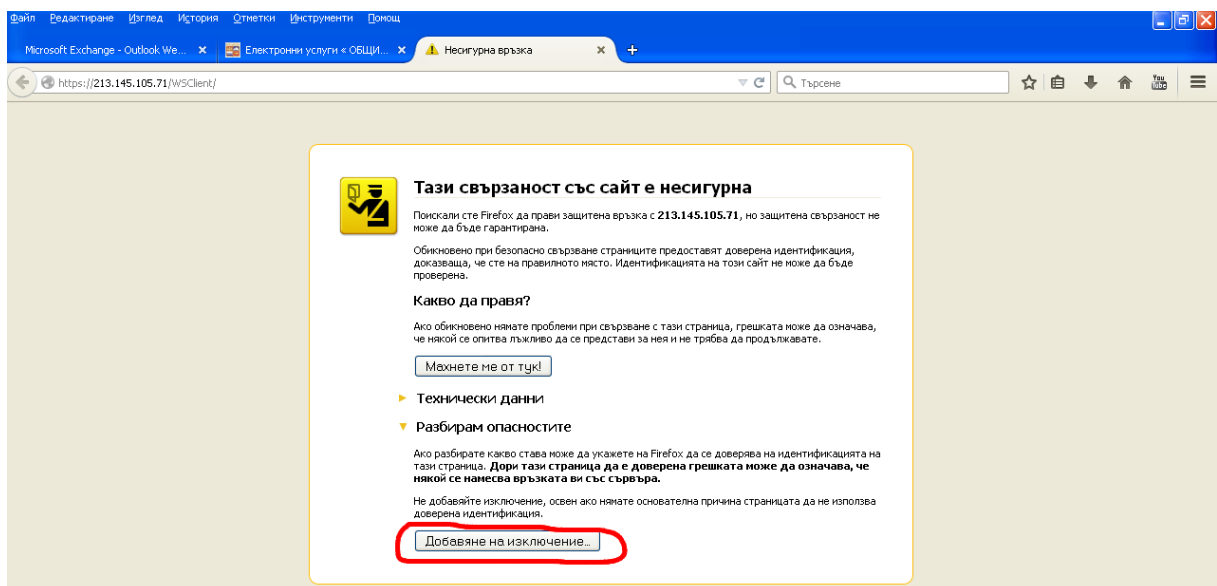 Файл Редактиране Изглед История Отметки Инструменти Помощ
Microsoft Exchange - Outlook We... Електронни услуги « ОБЩИ... Несигурна връзка
https://213.145.105.71/WSClient/ Търсене You Tube
Тази свързаност със сайт е несигурна
Поискали сте Firefox да прави защитена връзка с 213.145.105.71, но защитена свързаност не
може да бъде гарантирана.
Обикновено при безопасно свързване страниците предоставят доверена идентификация,
доказваща, че сте на правилното място. Идентификацията на този сайт не може да бъде
проверена.
Какво да правя?
Ако обикновено нямате проблеми при свързване с тази страница, грешката може да означава,
че някой се опитва лъжливо да се представи за нея и не трябва да продължавате.
Махнете ме от тук!
Технически данни
Разбирам опасностите
Ако разбирате какво става може да укажете на Firefox да се доверява на идентификацията на
тази страница. Дори тази страница да е доверена грешката може да означава, че
някой се намесва връзката ви със сървъра.
Не добавяйте изключение, освен ако нямате основателна причина страницата да не използва
доверена идентификация.
Добавяне на изключение...